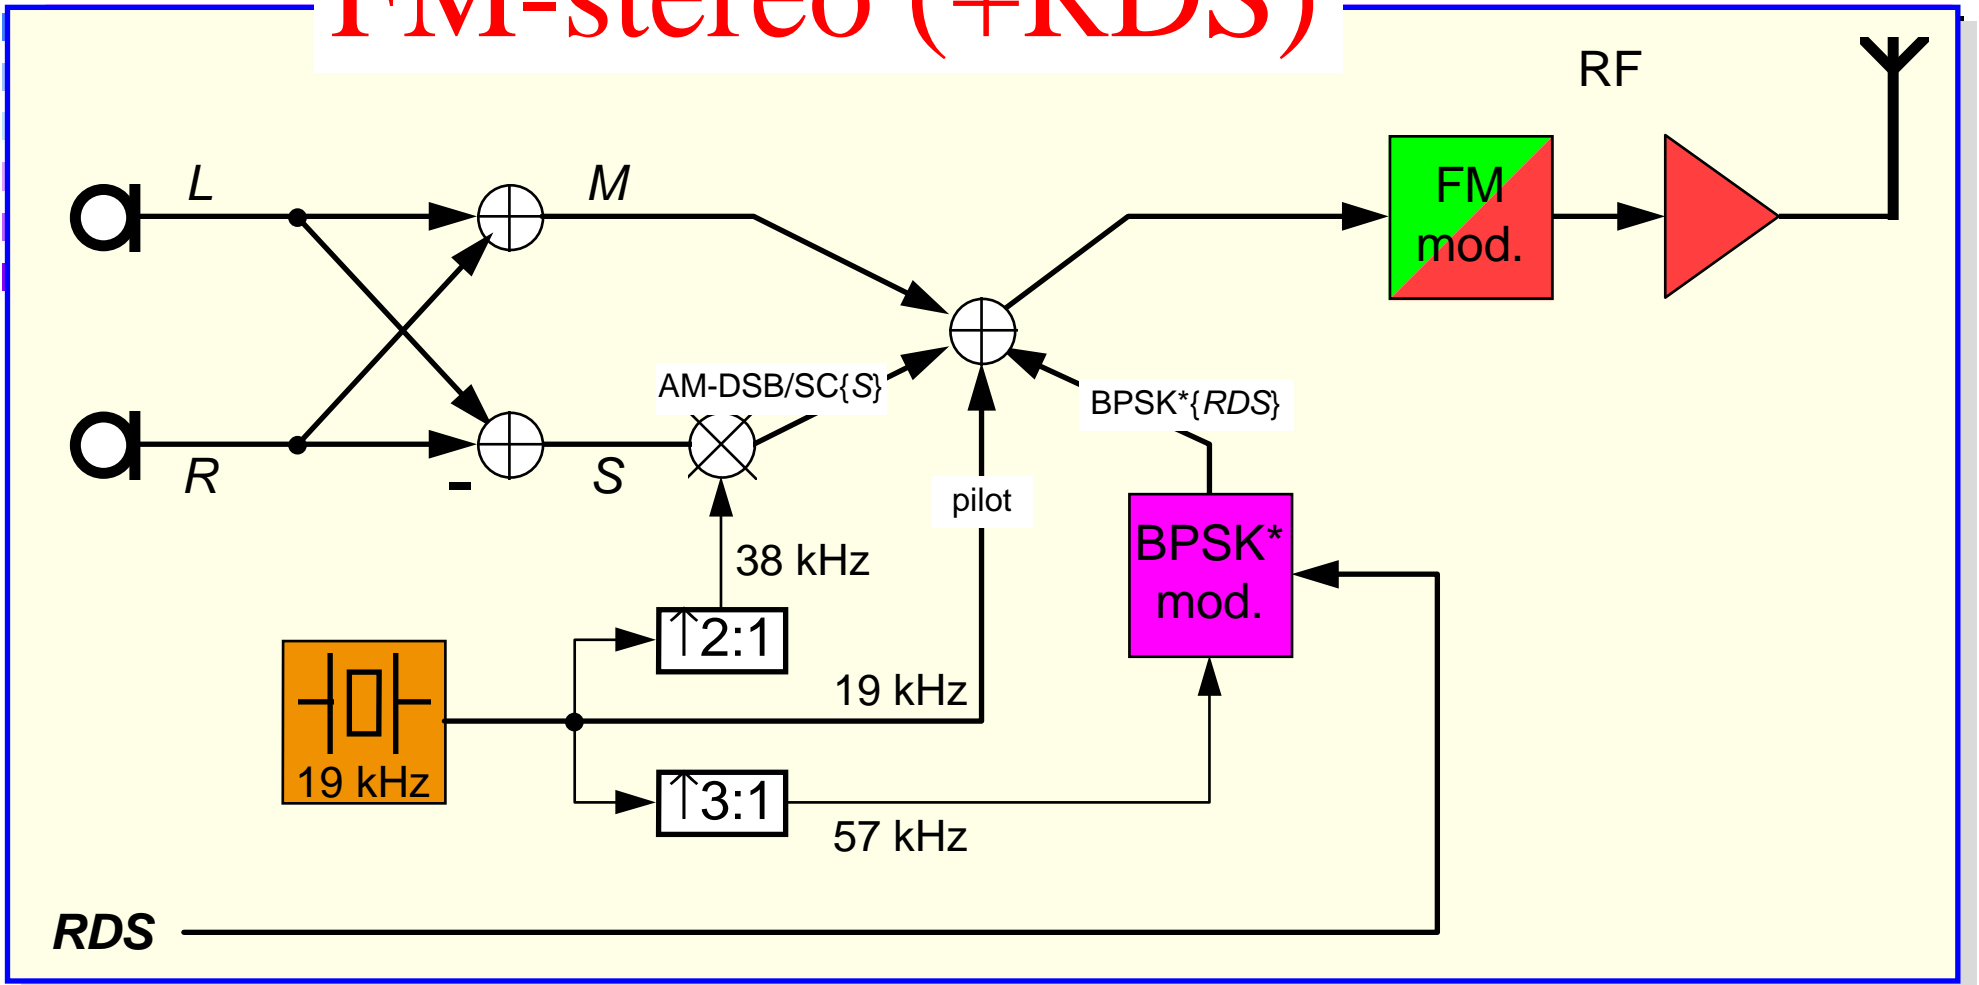 FM-stereo (+RDS)
RF
L
M
FM
mod.
AM-DSB/SC{S}
BPSK*{RDS}
R
-
S
pilot
BPSK*
mod.
38 kHz
↑2:1
19 kHz
19 kHz
↑3:1
57 kHz
RDS